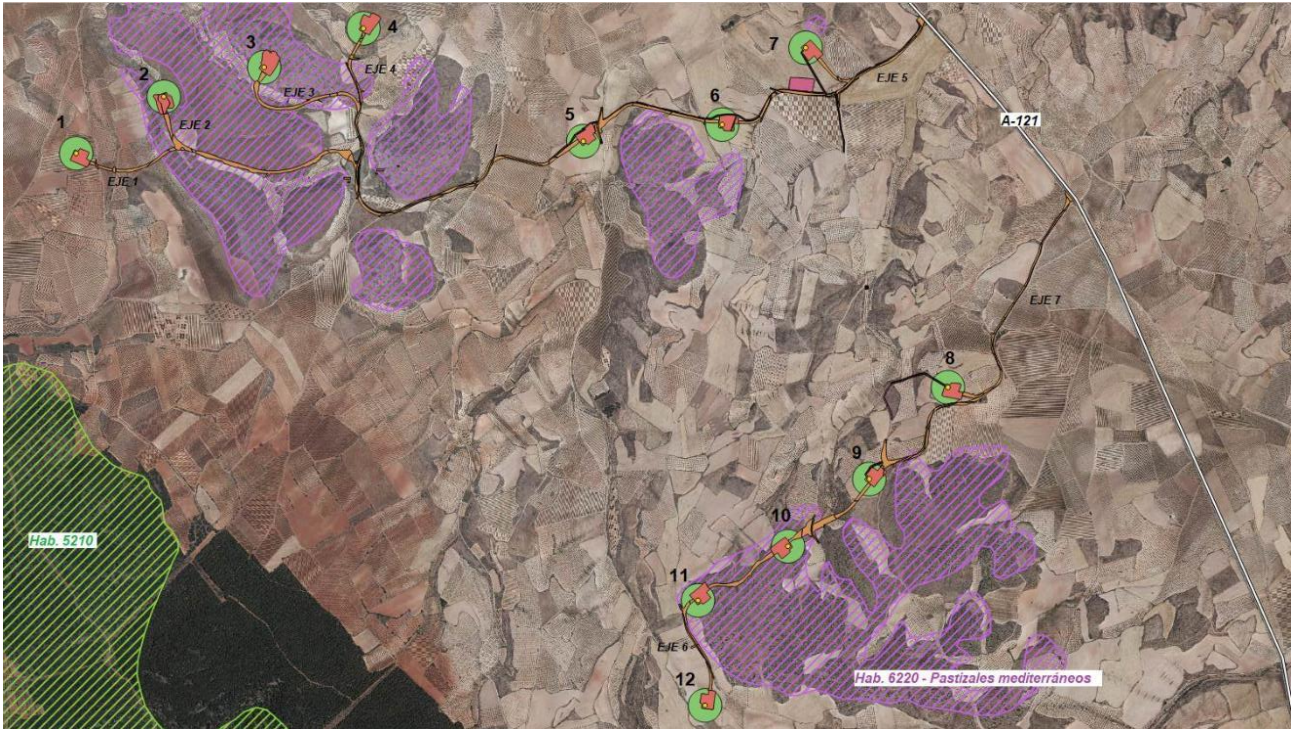 4
3
7
EJE 4
EJE 5
2
EJE 3
6
5
A-121
1
EJE 2
EJE 1
EJE 7
8
9
10
Hab. 5210
11
EJE 6
Hab. 6220 - Pastizales mediterráneos
12